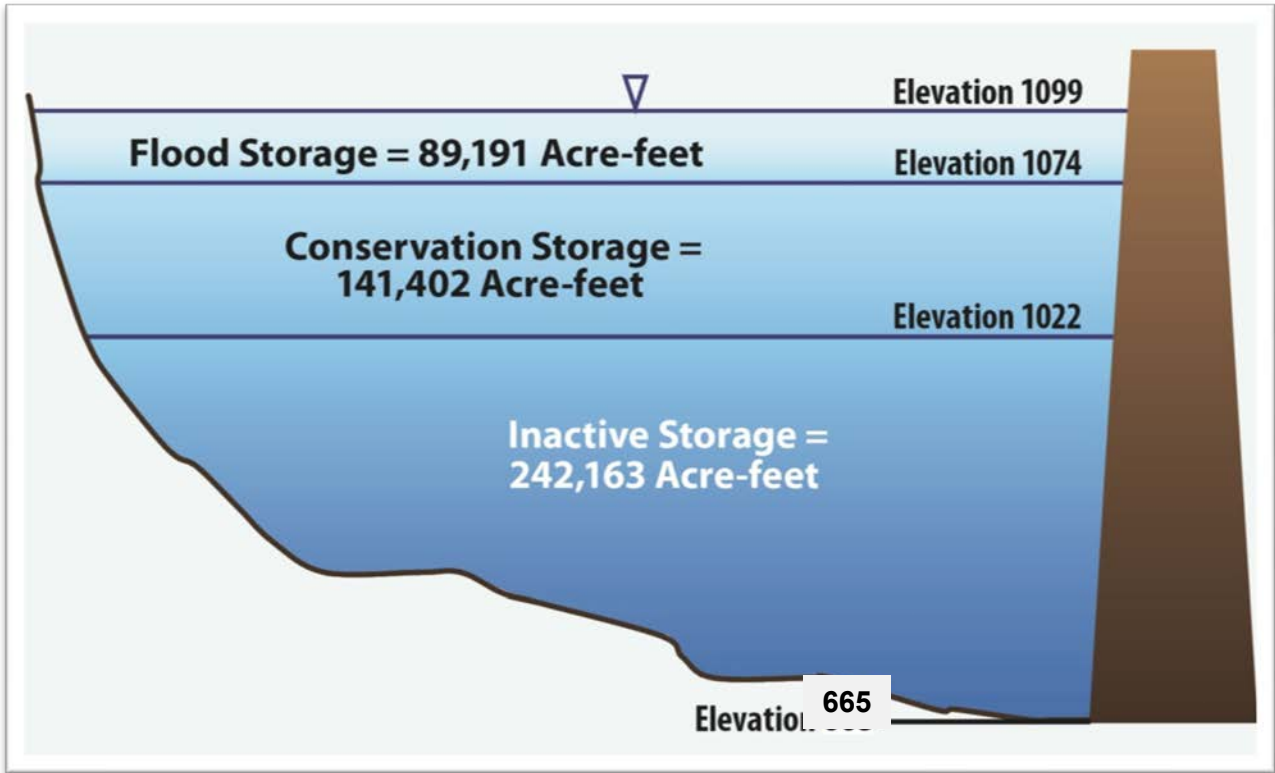 Elevation 1099
Flood Storage = 89,191 Acre-feet
Elevation 1074
Conservation Storage =
141,402 Acre-feet
Elevation 1022
Inactive Storage =
242,163 Acre-feet
665